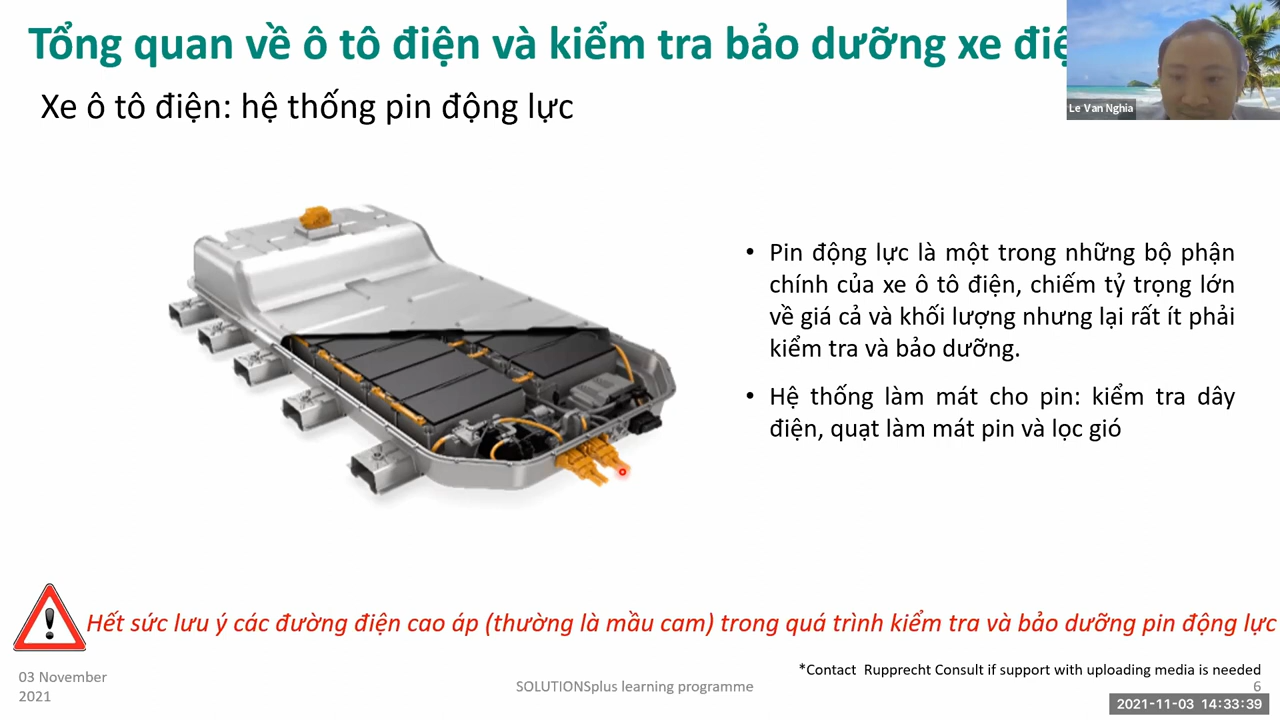 Tổng quan về ô tô điện và kiểm tra bảo dưỡng xe
Le Van Nghia
Xe ô tô điện: hệ thống pin động lực
• Pin động lực là một trong những bộ phận
chính của xe ô tô điện, chiếm tỷ trọng lớn
về giá cả và khối lượng nhưng lại rất ít phải
kiểm tra và bảo dưỡng.
• Hệ thống làm mát cho pin: kiểm tra dây
điện, quạt làm mát pin và lọc gió
Hết sức lưu ý các đường điện cao áp (thường là mầu cam) trong quá trình kiểm tra và bảo dưỡng pin động lực
*Contact Rupprecht Consult if support with uploading media is needed
03 November
2021
SOLUTIONSplus learning programme
6
2021-11-03 14:33:39